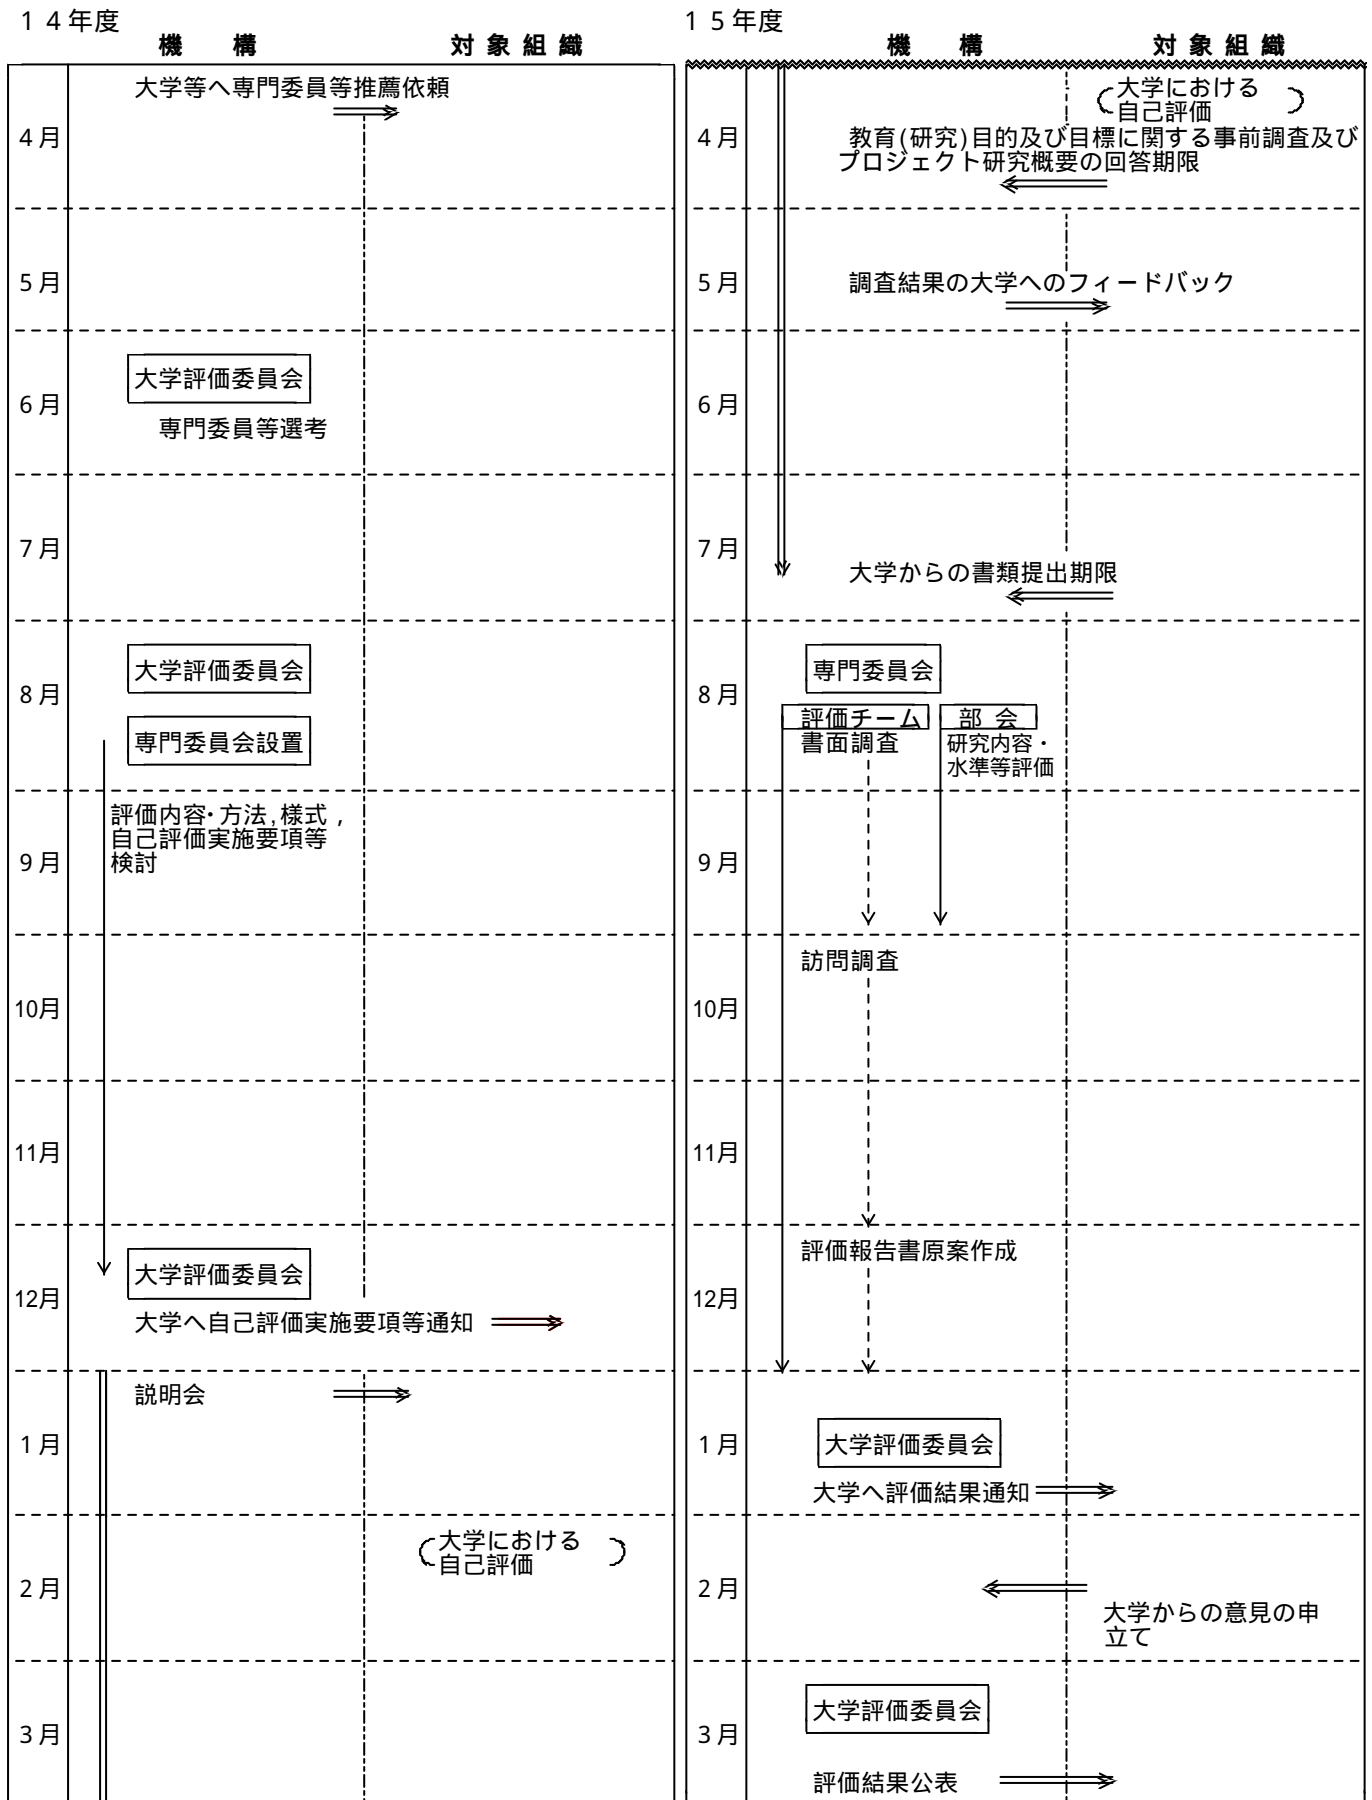 １４年度
機　構　対象組織
大学等へ専門委員等推薦依頼
4月
5月
大学評価委員会
6月
専門委員等選考
7月
大学評価委員会
8月
専門委員会設置
評価内容・方法,様式,
自己評価実施要項等
検討
9月
10月
11月
大学評価委員会
12月
大学へ自己評価実施要項等通知
説明会
1月
大学における
自己評価
2月
3月
１５年度
機　構　対象組織
大学における
自己評価
4月
教育(研究)目的及び目標に関する事前調査及び
プロジェクト研究概要の回答期限
5月
調査結果の大学へのフィードバック
6月
7月
大学からの書類提出期限
専門委員会
8月
評価チーム　部会
書面調査
研究内容・
水準等評価
9月
訪問調査
10月
11月
評価報告書原案作成
12月
大学評価委員会
1月
大学へ評価結果通知
2月
大学からの意見の申
立て
大学評価委員会
3月
評価結果公表